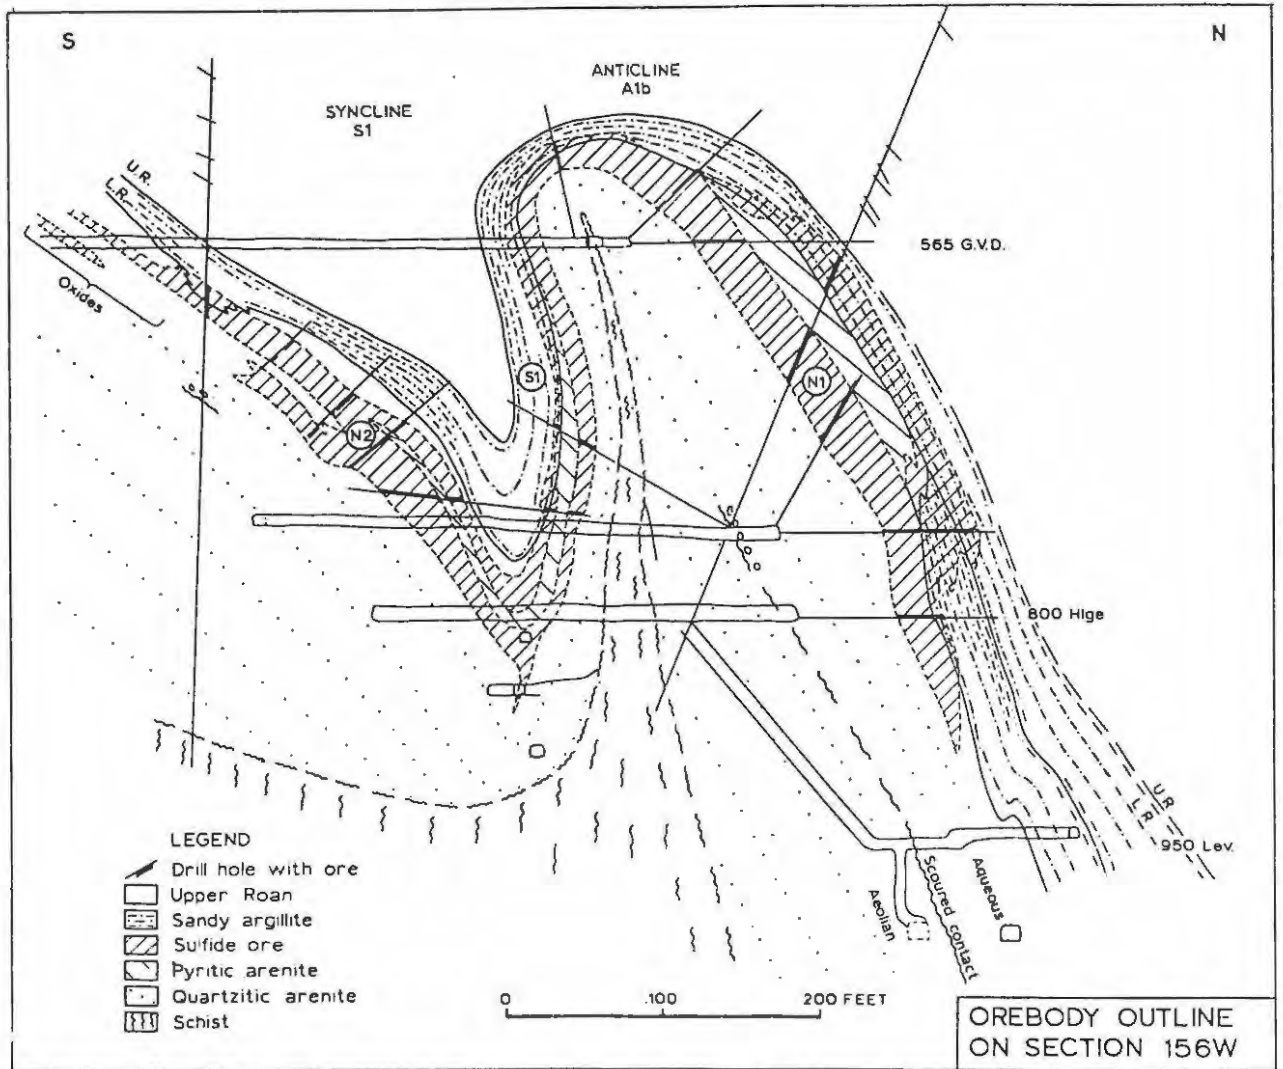 S
N
ANTICLINE
A1b
SYNCLINE
S1
U.R.
L.R.
565 G.V.D.
Oxides
S1
N1
N2
800 Hlge
U.R.
L.R.
950 Lev.
Aeolian
Scoured contact
Aqueous
LEGEND
Drill hole with ore
Upper Roan
Sandy argillite
Sulfide ore
Pyritic arenite
Quartzitic arenite
Schist
0 100 200 FEET
OREBODY OUTLINE
ON SECTION 156W